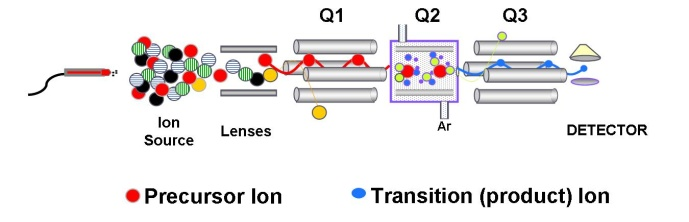 Q1
Q2
Q3
Ion
Source
Lenses
Ar
DETECTOR
Precursor Ion
Transition (product) Ion